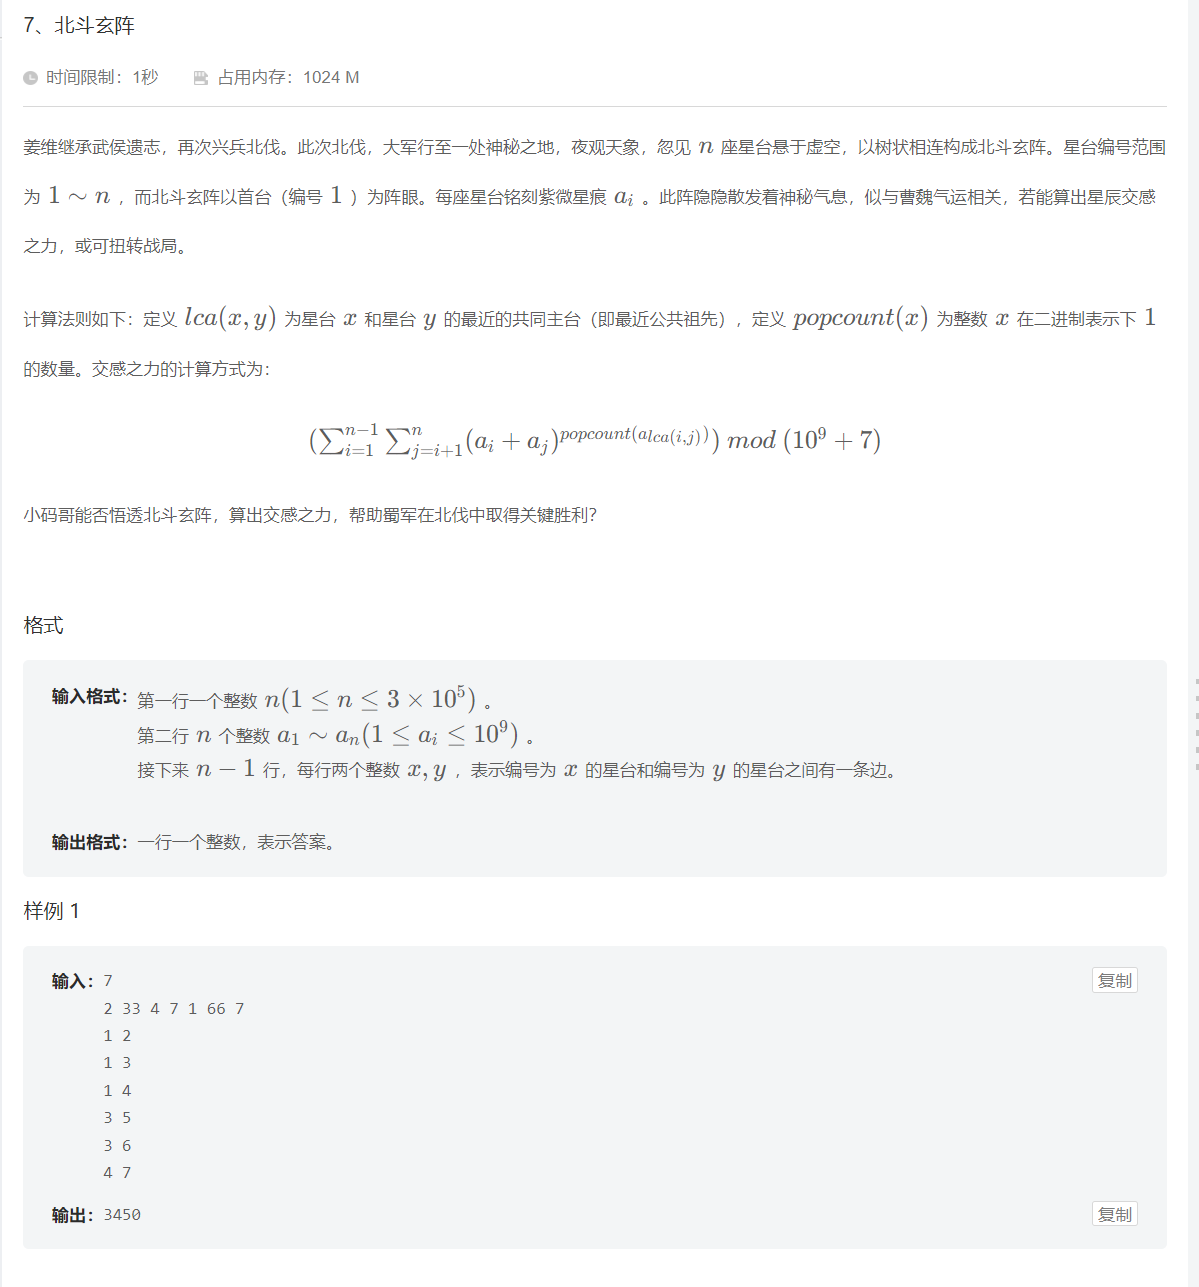 7、北斗玄阵
时间限制：1秒 占用内存：1024 M
姜维继承武侯遗志，再次兴兵北伐。此次北伐，大军行至一处神秘之地，夜观天象，忽见 n 座星台悬于虚空，以树状相连构成北斗玄阵。星台编号范围
为 1 ∼ n ，而北斗玄阵以首台（编号 1 ）为阵眼。每座星台铭刻紫微星痕 a_i 。此阵隐隐散发着神秘气息，似与曹魏气运相关，若能算出星辰交感
之力，或可扭转战局。
计算法则如下：定义 lca(x, y) 为星台 x 和星台 y 的最近的共同主台（即最近公共祖先），定义 popcount(x) 为整数 x 在二进制表示下 1
的数量。交感之力的计算方式为：
(∑_{i=1}^{n−1} ∑_{j=i+1}^{n} (a_i + a_j)^{popcount(a_{lca(i,j)})}) mod (10^9 + 7)
小码哥能否悟透北斗玄阵，算出交感之力，帮助蜀军在北伐中取得关键胜利？
格式
输入格式：第一行一个整数 n(1 ≤ n ≤ 3 × 10^5) 。
第二行 n 个整数 a_1 ∼ a_n(1 ≤ a_i ≤ 10^9) 。
接下来 n − 1 行，每行两个整数 x, y ，表示编号为 x 的星台和编号为 y 的星台之间有一条边。
输出格式：一行一个整数，表示答案。
样例 1
输入：7 复制
2 33 4 7 1 66 7
1 2
1 3
1 4
3 5
3 6
4 7
输出：3450 复制